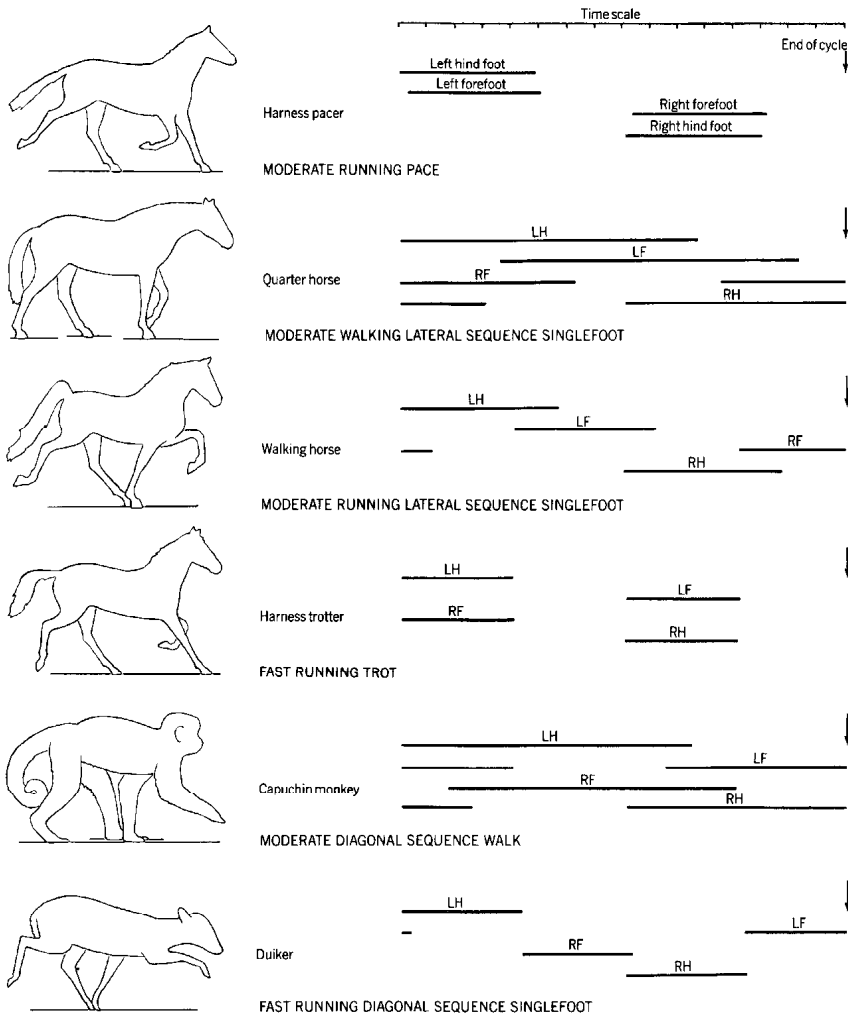 Time scale
End of cycle
Left hind foot
Left forefoot
Harness pacer
Right forefoot
Right hind foot
MODERATE RUNNING PACE
LH
LF
Quarter horse
RF
RH
MODERATE WALKING LATERAL SEQUENCE SINGLEFOOT
LH
LF
Walking horse
RF
RH
MODERATE RUNNING LATERAL SEQUENCE SINGLEFOOT
LH
LF
Harness trotter
RF
RH
FAST RUNNING TROT
LH
LF
Capuchin monkey
RF
RH
MODERATE DIAGONAL SEQUENCE WALK
LH
LF
Duiker
RF
RH
FAST RUNNING DIAGONAL SEQUENCE SINGLEFOOT